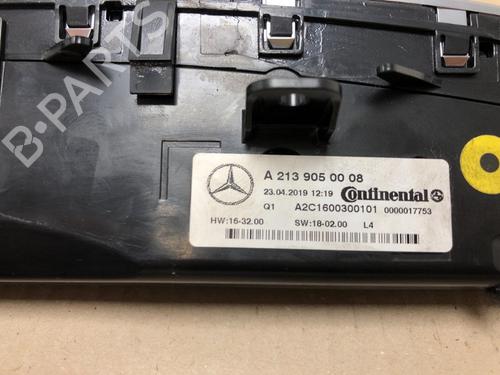 B-PARTS
A 213 905 00 08
23.04.2019 12:19 Continental
Q1 A2C1600300101 0000017753
HW:16-32.00 SW:18-02.00 L4